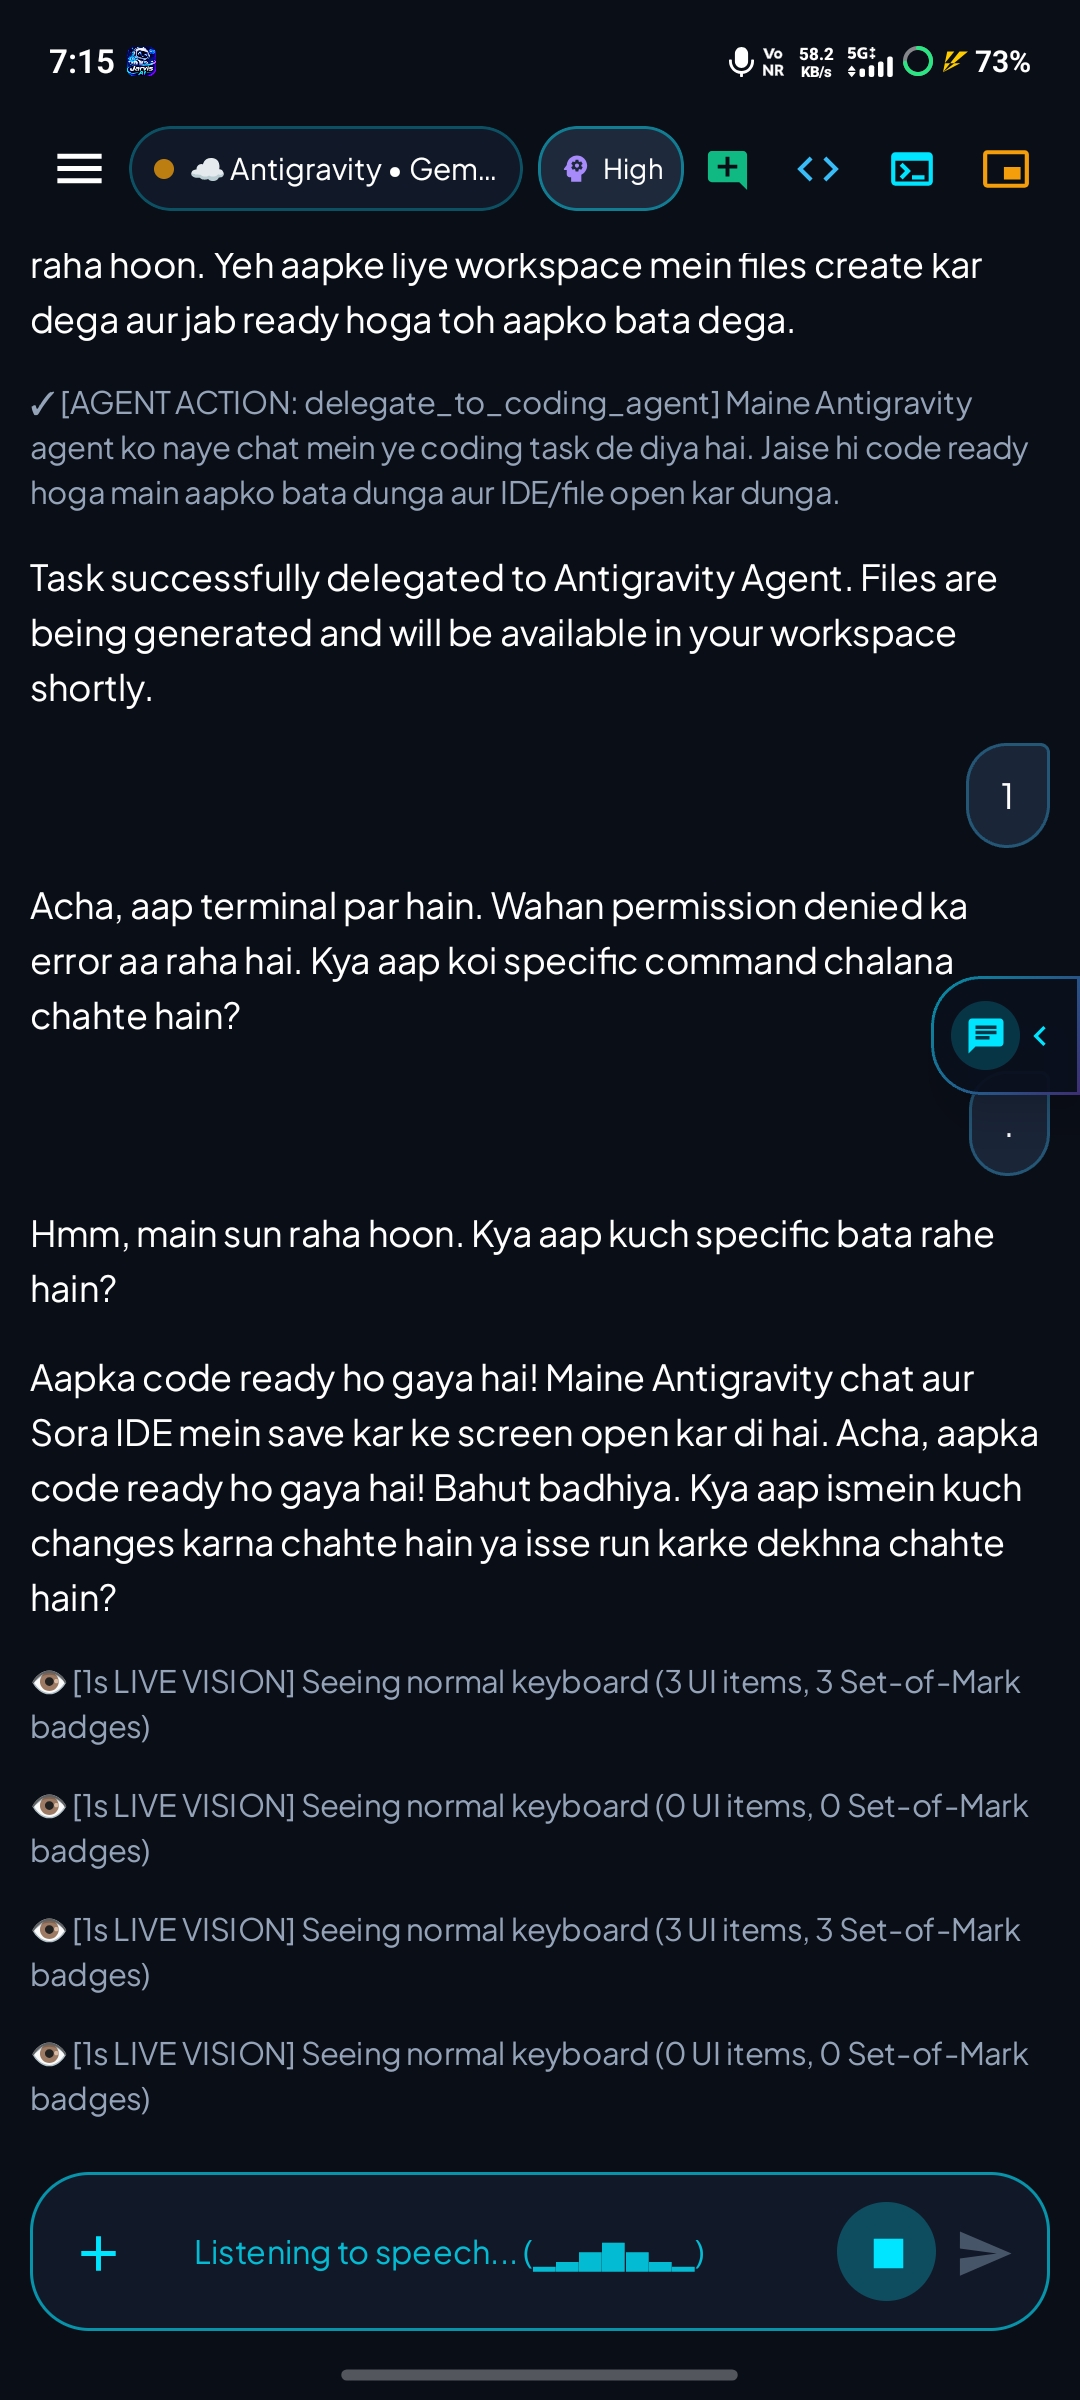 7:15 Vo NR 58.2 KB/s 5G 73%
Antigravity • Gem... High
raha hoon. Yeh aapke liye workspace mein files create kar
dega aur jab ready hoga toh aapko bata dega.
✓ [AGENT ACTION: delegate_to_coding_agent] Maine Antigravity
agent ko naye chat mein ye coding task de diya hai. Jaise hi code ready
hoga main aapko bata dunga aur IDE/file open kar dunga.
Task successfully delegated to Antigravity Agent. Files are
being generated and will be available in your workspace
shortly.
1
Acha, aap terminal par hain. Wahan permission denied ka
error aa raha hai. Kya aap koi specific command chalana
chahte hain?
.
Hmm, main sun raha hoon. Kya aap kuch specific bata rahe
hain?
Aapka code ready ho gaya hai! Maine Antigravity chat aur
Sora IDE mein save kar ke screen open kar di hai. Acha, aapka
code ready ho gaya hai! Bahut badhiya. Kya aap ismein kuch
changes karna chahte hain ya isse run karke dekhna chahte
hain?
👁️ [1s LIVE VISION] Seeing normal keyboard (3 UI items, 3 Set-of-Mark
badges)
👁️ [1s LIVE VISION] Seeing normal keyboard (0 UI items, 0 Set-of-Mark
badges)
👁️ [1s LIVE VISION] Seeing normal keyboard (3 UI items, 3 Set-of-Mark
badges)
👁️ [1s LIVE VISION] Seeing normal keyboard (0 UI items, 0 Set-of-Mark
badges)
Listening to speech... (▁▂▄▆▄▂▁)